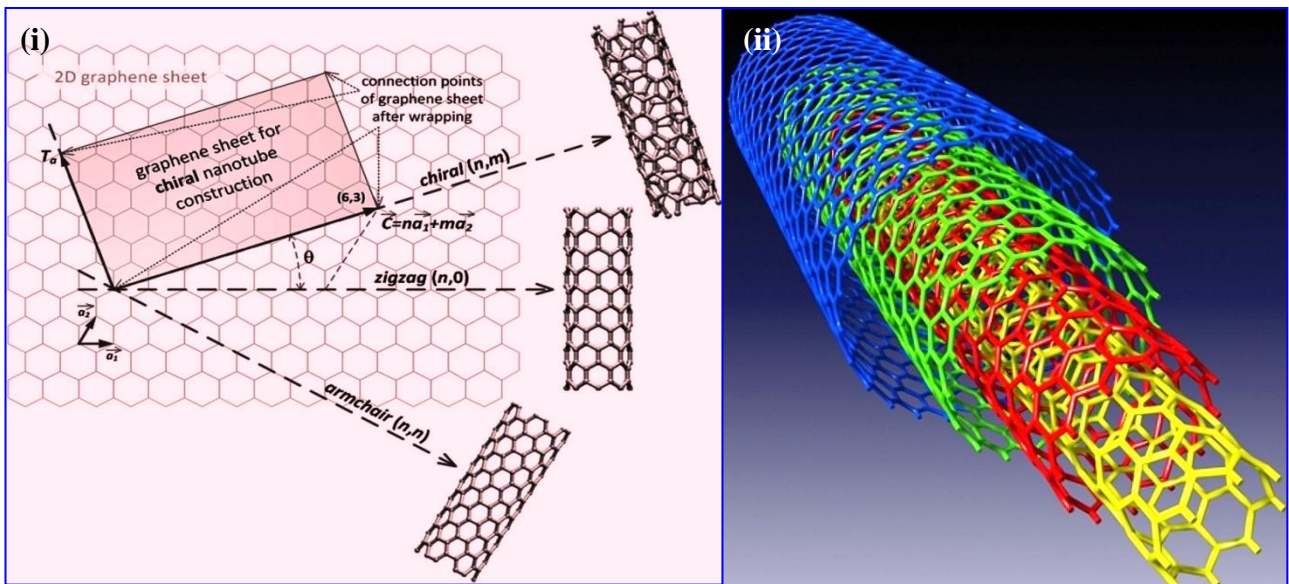 (i)
2D graphene sheet
connection points
of graphene sheet
after wrapping
graphene sheet for
chiral nanotube
construction
Tα
(6,3)
chiral (n,m)
C=na1+ma2
θ
zigzag (n,0)
a2
a1
armchair (n,n)
(ii)